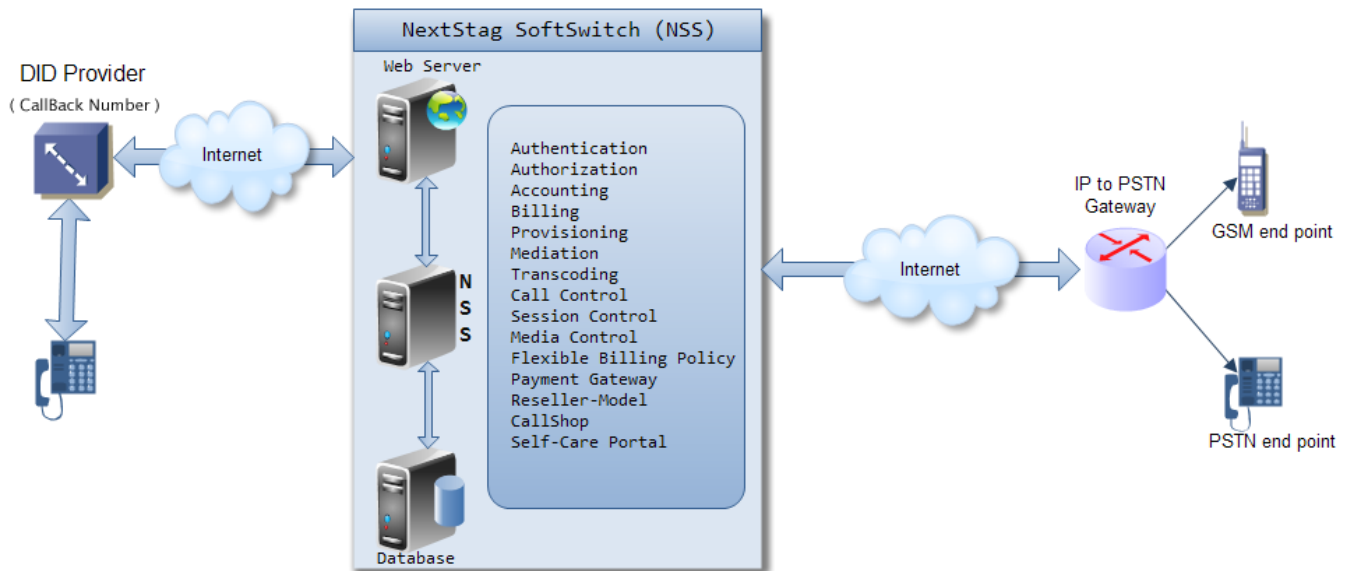 NextStag SoftSwitch (NSS)
DID Provider
( CallBack Number )
Internet
Web Server
N
S
S
Database
Authentication
Authorization
Accounting
Billing
Provisioning
Mediation
Transcoding
Call Control
Session Control
Media Control
Flexible Billing Policy
Payment Gateway
Reseller-Model
CallShop
Self-Care Portal
Internet
IP to PSTN
Gateway
GSM end point
PSTN end point